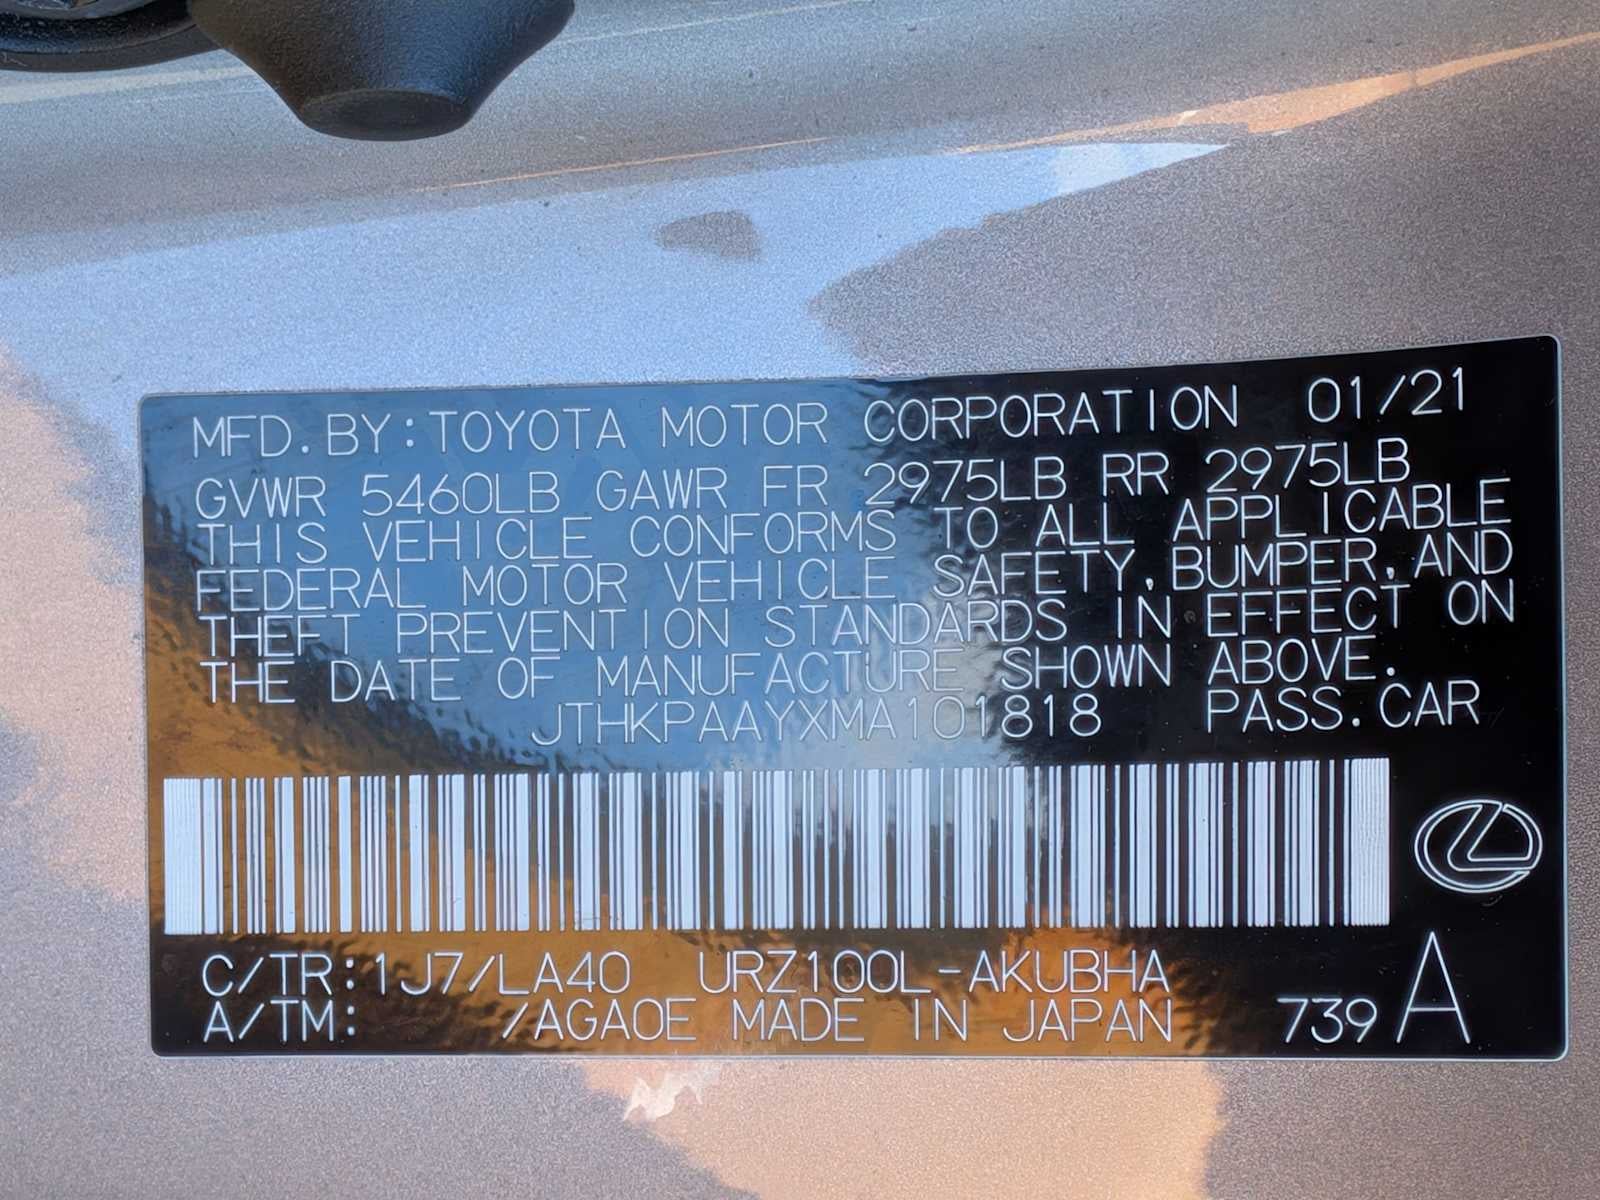 MFD. BY: TOYOTA MOTOR CORPORATION 01/21
GVWR 5460LB GAWR FR 2975LB RR 2975LB
THIS VEHICLE CONFORMS TO ALL APPLICABLE
FEDERAL MOTOR VEHICLE SAFETY, BUMPER, AND
THEFT PREVENTION STANDARDS IN EFFECT ON
THE DATE OF MANUFACTURE SHOWN ABOVE.
JTHKPAAYXMA101818 PASS. CAR
C/TR: 1J7/LA40 URZ100L-AKUBHA
A/TM: /AGA0E MADE IN JAPAN 739 A